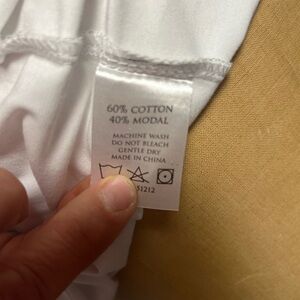 60% COTTON
40% MODAL
MACHINE WASH
DO NOT BLEACH
GENTLE DRY
MADE IN CHINA
51212